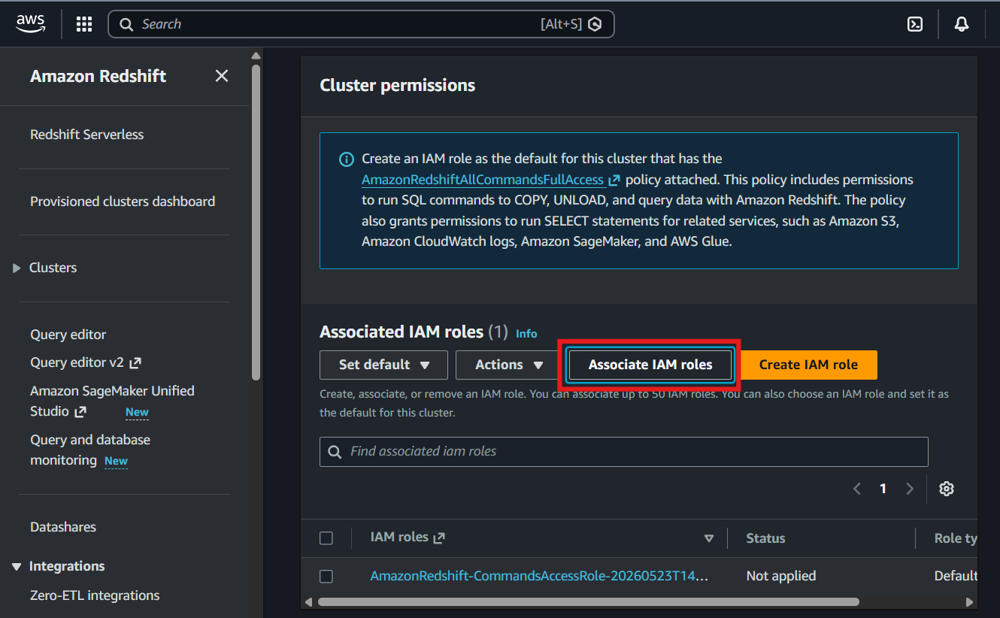 aws
Search
[Alt+S]
Amazon Redshift
Redshift Serverless
Provisioned clusters dashboard
Clusters
Query editor
Query editor v2
Amazon SageMaker Unified
Studio New
Query and database
monitoring New
Datashares
Integrations
Zero-ETL integrations
Cluster permissions
Create an IAM role as the default for this cluster that has the
AmazonRedshiftAllCommandsFullAccess policy attached. This policy includes permissions
to run SQL commands to COPY, UNLOAD, and query data with Amazon Redshift. The policy
also grants permissions to run SELECT statements for related services, such as Amazon S3,
Amazon CloudWatch logs, Amazon SageMaker, and AWS Glue.
Associated IAM roles (1) Info
Set default Actions Associate IAM roles Create IAM role
Create, associate, or remove an IAM role. You can associate up to 50 IAM roles. You can also choose an IAM role and set it as
the default for this cluster.
Find associated iam roles
1
IAM roles Status Role ty
AmazonRedshift-CommandsAccessRole-20260523T14... Not applied Default